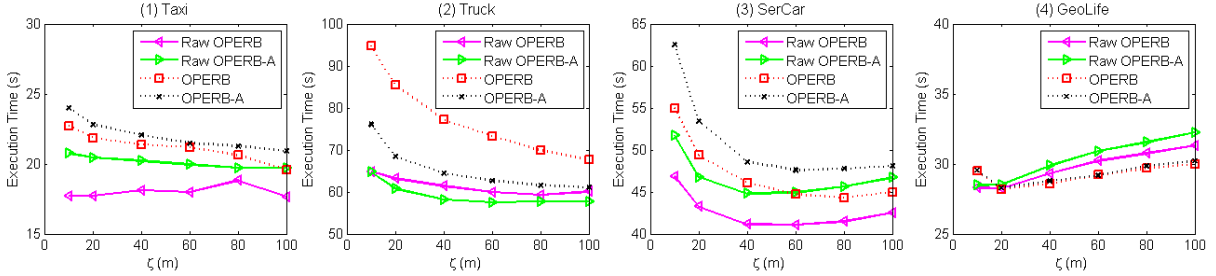 (1) Taxi
Execution Time (s)
30
25
20
15
0
20
40
60
80
100
ζ (m)
Raw OPERB
Raw OPERB-A
OPERB
OPERB-A
(2) Truck
Execution Time (s)
100
90
80
70
60
50
0
20
40
60
80
100
ζ (m)
Raw OPERB
Raw OPERB-A
OPERB
OPERB-A
(3) SerCar
Execution Time (s)
65
60
55
50
45
40
0
20
40
60
80
100
ζ (m)
Raw OPERB
Raw OPERB-A
OPERB
OPERB-A
(4) GeoLife
Execution Time (s)
40
35
30
25
0
20
40
60
80
100
ζ (m)
Raw OPERB
Raw OPERB-A
OPERB
OPERB-A